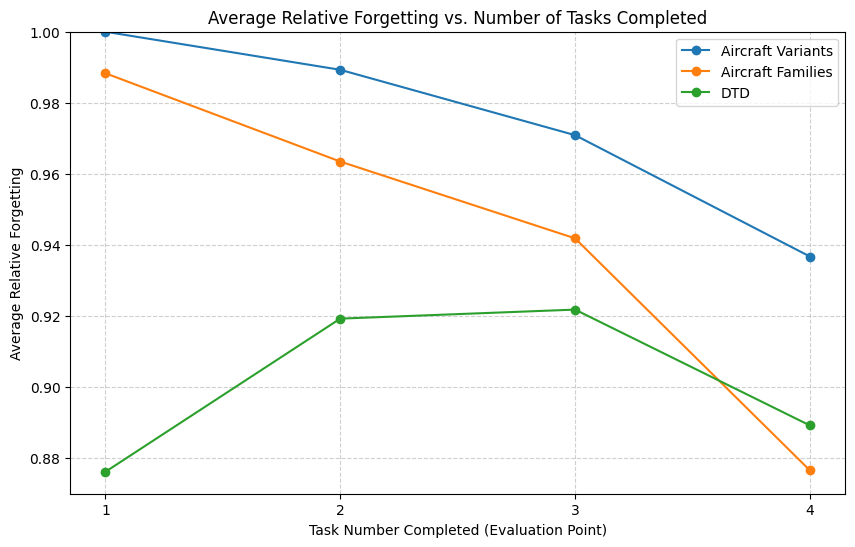 Average Relative Forgetting vs. Number of Tasks Completed
Average Relative Forgetting
1.00
0.98
0.96
0.94
0.92
0.90
0.88
Aircraft Variants
Aircraft Families
DTD
1 2 3 4
Task Number Completed (Evaluation Point)